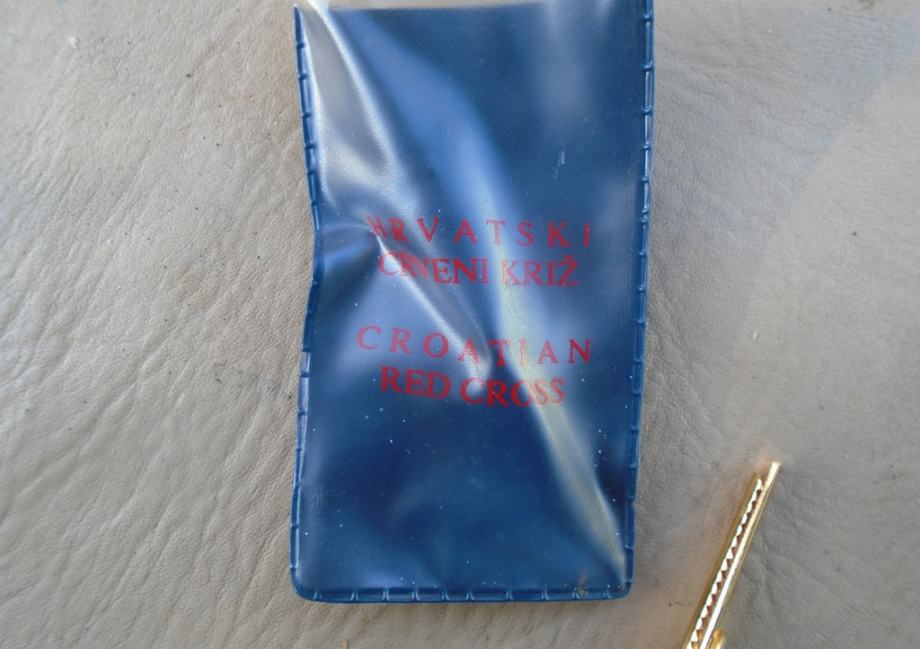 HRVATSKI
CRVENI KRIŽ
CROATIAN
RED CROSS